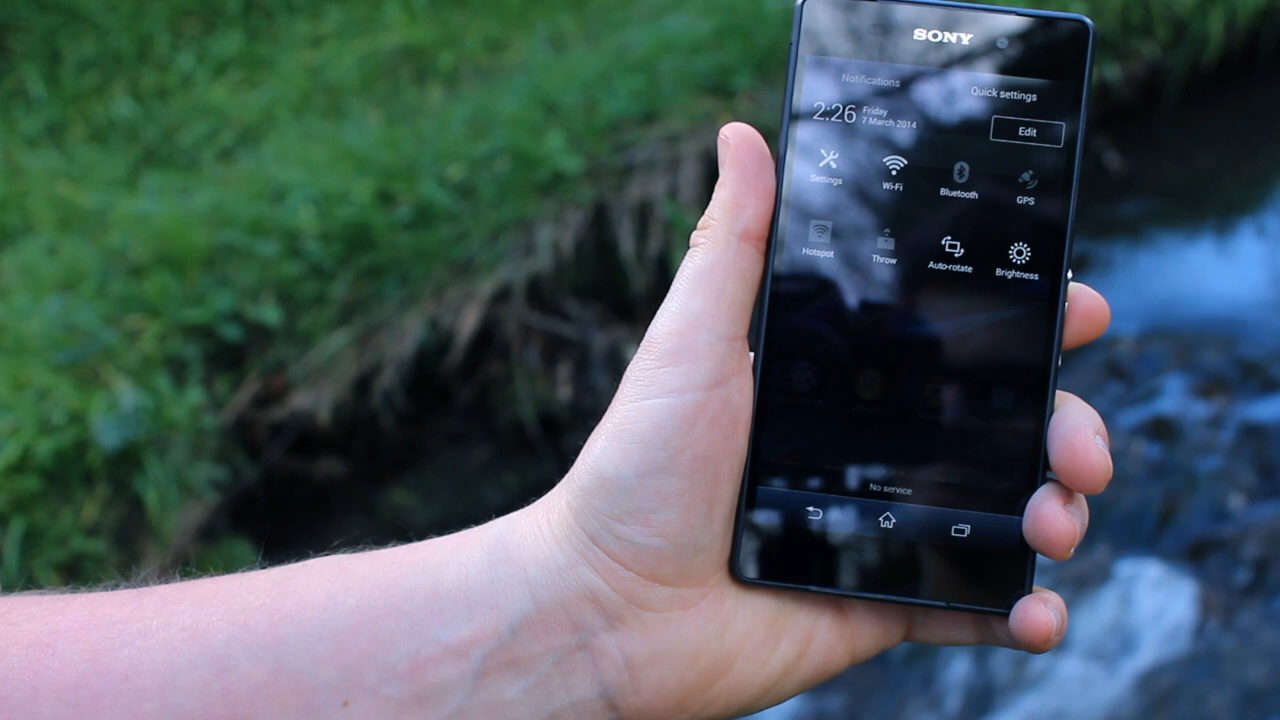 SONY
Notifications
Quick settings
2:26
Friday
7 March 2014
Edit
Settings
Wi-Fi
Bluetooth
GPS
Hotspot
Throw
Auto-rotate
Brightness
No service